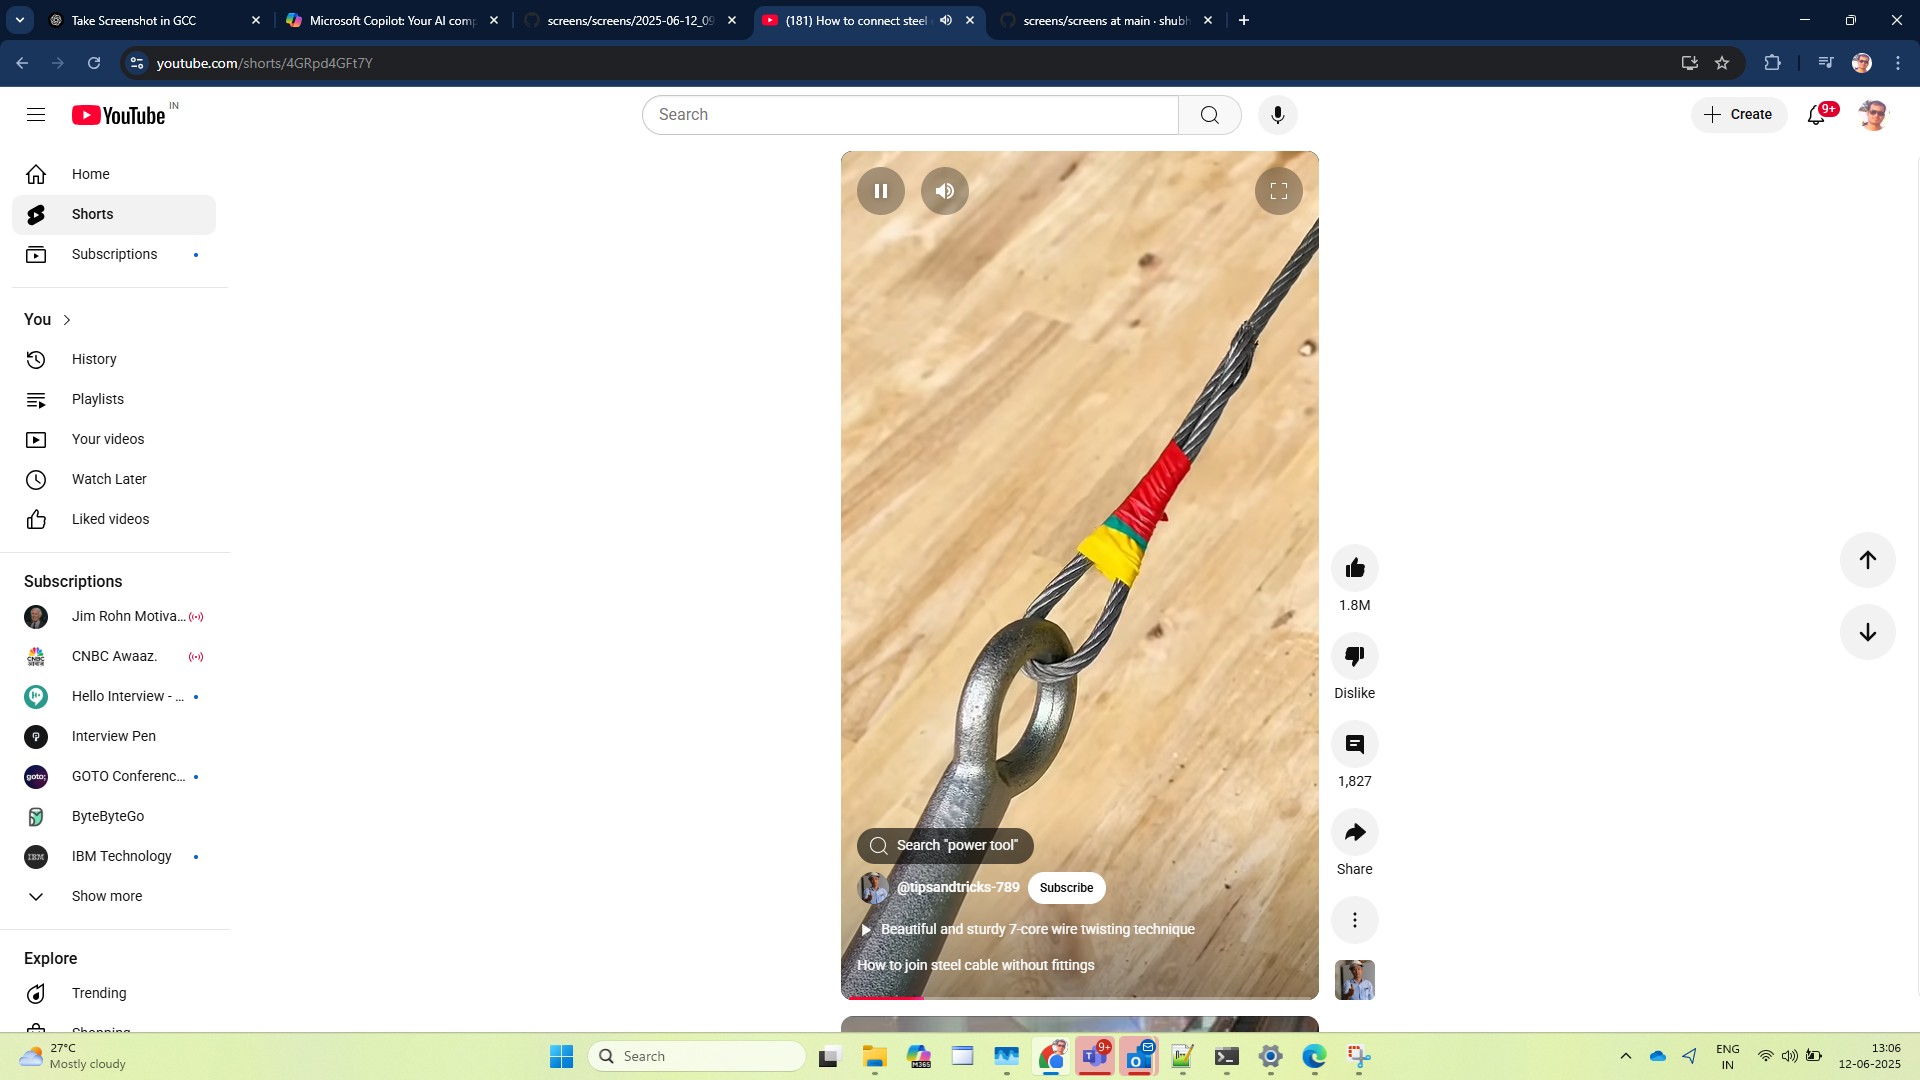 Take Screenshot in GCC
Microsoft Copilot: Your AI comp
screens/screens/2025-06-12_09
(181) How to connect steel
screens/screens at main · shubh
youtube.com/shorts/4GRpd4GFt7Y
YouTube IN
Search
Create
9+
Home
Shorts
Subscriptions
You
History
Playlists
Your videos
Watch Later
Liked videos
Subscriptions
Jim Rohn Motiva...
CNBC Awaaz.
Hello Interview - ...
Interview Pen
GOTO Conferenc...
ByteByteGo
IBM Technology
Show more
Explore
Trending
Shopping
Search "power tool"
@tipsandtricks-789
Subscribe
Beautiful and sturdy 7-core wire twisting technique
How to join steel cable without fittings
1.8M
Dislike
1,827
Share
27°C
Mostly cloudy
Search
M365
9+
ENG
IN
13:06
12-06-2025